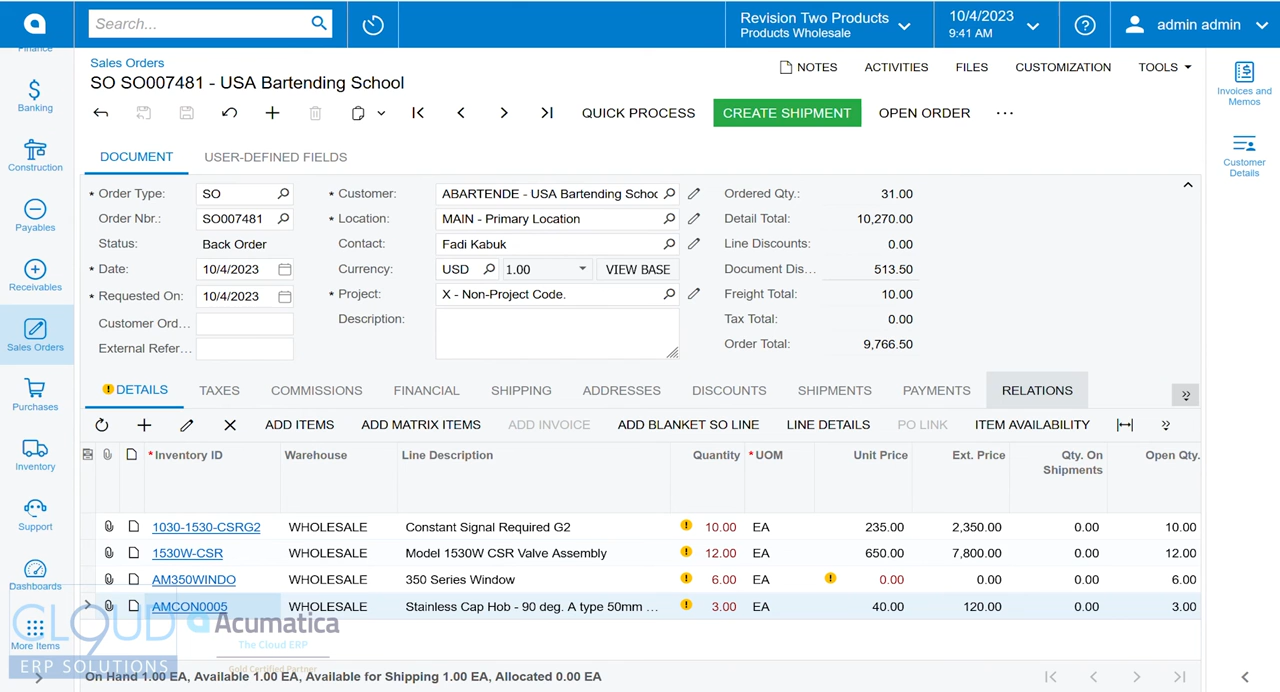 Search...
Revision Two Products
Products Wholesale
10/4/2023
9:41 AM
admin admin
Finance
Banking
Construction
Payables
Receivables
Sales Orders
Purchases
Inventory
Support
Dashboards
More Items
Sales Orders
SO SO007481 - USA Bartending School
NOTES ACTIVITIES FILES CUSTOMIZATION TOOLS
QUICK PROCESS CREATE SHIPMENT OPEN ORDER ...
DOCUMENT USER-DEFINED FIELDS
* Order Type: SO
Order Nbr.: SO007481
Status: Back Order
* Date: 10/4/2023
* Requested On: 10/4/2023
Customer Ord...
External Refer...
* Customer: ABARTENDE - USA Bartending Schoc
* Location: MAIN - Primary Location
Contact: Fadi Kabuk
Currency: USD 1.00 VIEW BASE
* Project: X - Non-Project Code.
Description:
Ordered Qty.: 31.00
Detail Total: 10,270.00
Line Discounts: 0.00
Document Dis... 513.50
Freight Total: 10.00
Tax Total: 0.00
Order Total: 9,766.50
DETAILS TAXES COMMISSIONS FINANCIAL SHIPPING ADDRESSES DISCOUNTS SHIPMENTS PAYMENTS RELATIONS
ADD ITEMS ADD MATRIX ITEMS ADD INVOICE ADD BLANKET SO LINE LINE DETAILS PO LINK ITEM AVAILABILITY
* Inventory ID Warehouse Line Description Quantity * UOM Unit Price Ext. Price Qty. On Shipments Open Qty.
1030-1530-CSRG2 WHOLESALE Constant Signal Required G2 10.00 EA 235.00 2,350.00 0.00 10.00
1530W-CSR WHOLESALE Model 1530W CSR Valve Assembly 12.00 EA 650.00 7,800.00 0.00 12.00
AM350WINDO WHOLESALE 350 Series Window 6.00 EA 0.00 0.00 0.00 6.00
AMCON0005 WHOLESALE Stainless Cap Hob - 90 deg. A type 50mm ... 3.00 EA 40.00 120.00 0.00 3.00
On Hand 1.00 EA, Available 1.00 EA, Available for Shipping 1.00 EA, Allocated 0.00 EA
Invoices and
Memos
Customer
Details
CLOUD 9
ERP SOLUTIONS
Acumatica
The Cloud ERP
Gold Certified Partner